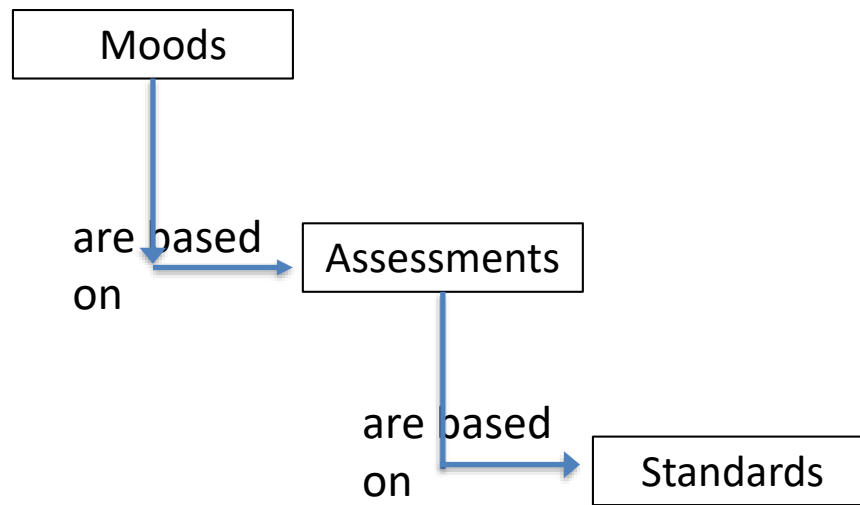 Moods
are based
on
Assessments
are based
on
Standards